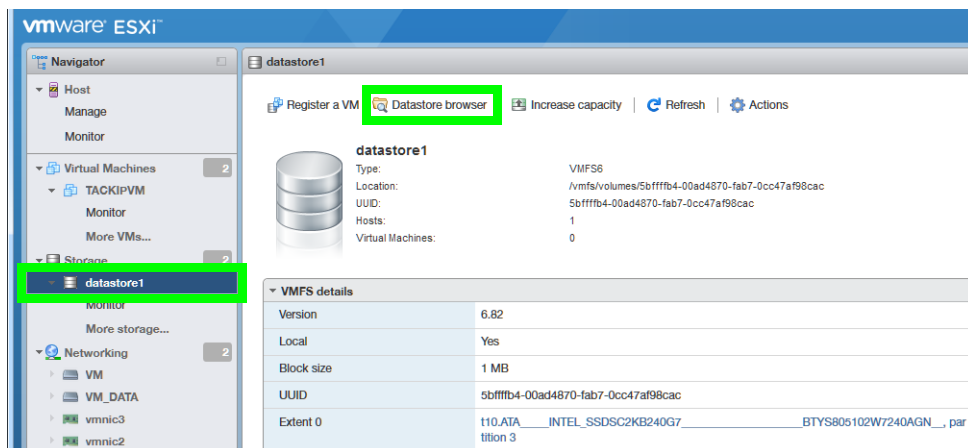 vmware ESXi™
Navigator
datastore1
Host
Manage
Monitor
Virtual Machines 2
TACKIPVM
Monitor
More VMs...
Storage 2
datastore1
Monitor
More storage...
Networking 2
VM
VM_DATA
vmnic3
vmnic2
Register a VM Datastore browser Increase capacity Refresh Actions
datastore1
Type: VMFS6
Location: /vmfs/volumes/5bffffb4-00ad4870-fab7-0cc47af98cac
UUID: 5bffffb4-00ad4870-fab7-0cc47af98cac
Hosts: 1
Virtual Machines: 0
VMFS details
Version 6.82
Local Yes
Block size 1 MB
UUID 5bffffb4-00ad4870-fab7-0cc47af98cac
Extent 0 t10.ATA_____INTEL_SSDSC2KB240G7_____________________BTYS805102W7240AGN__, par
tition 3